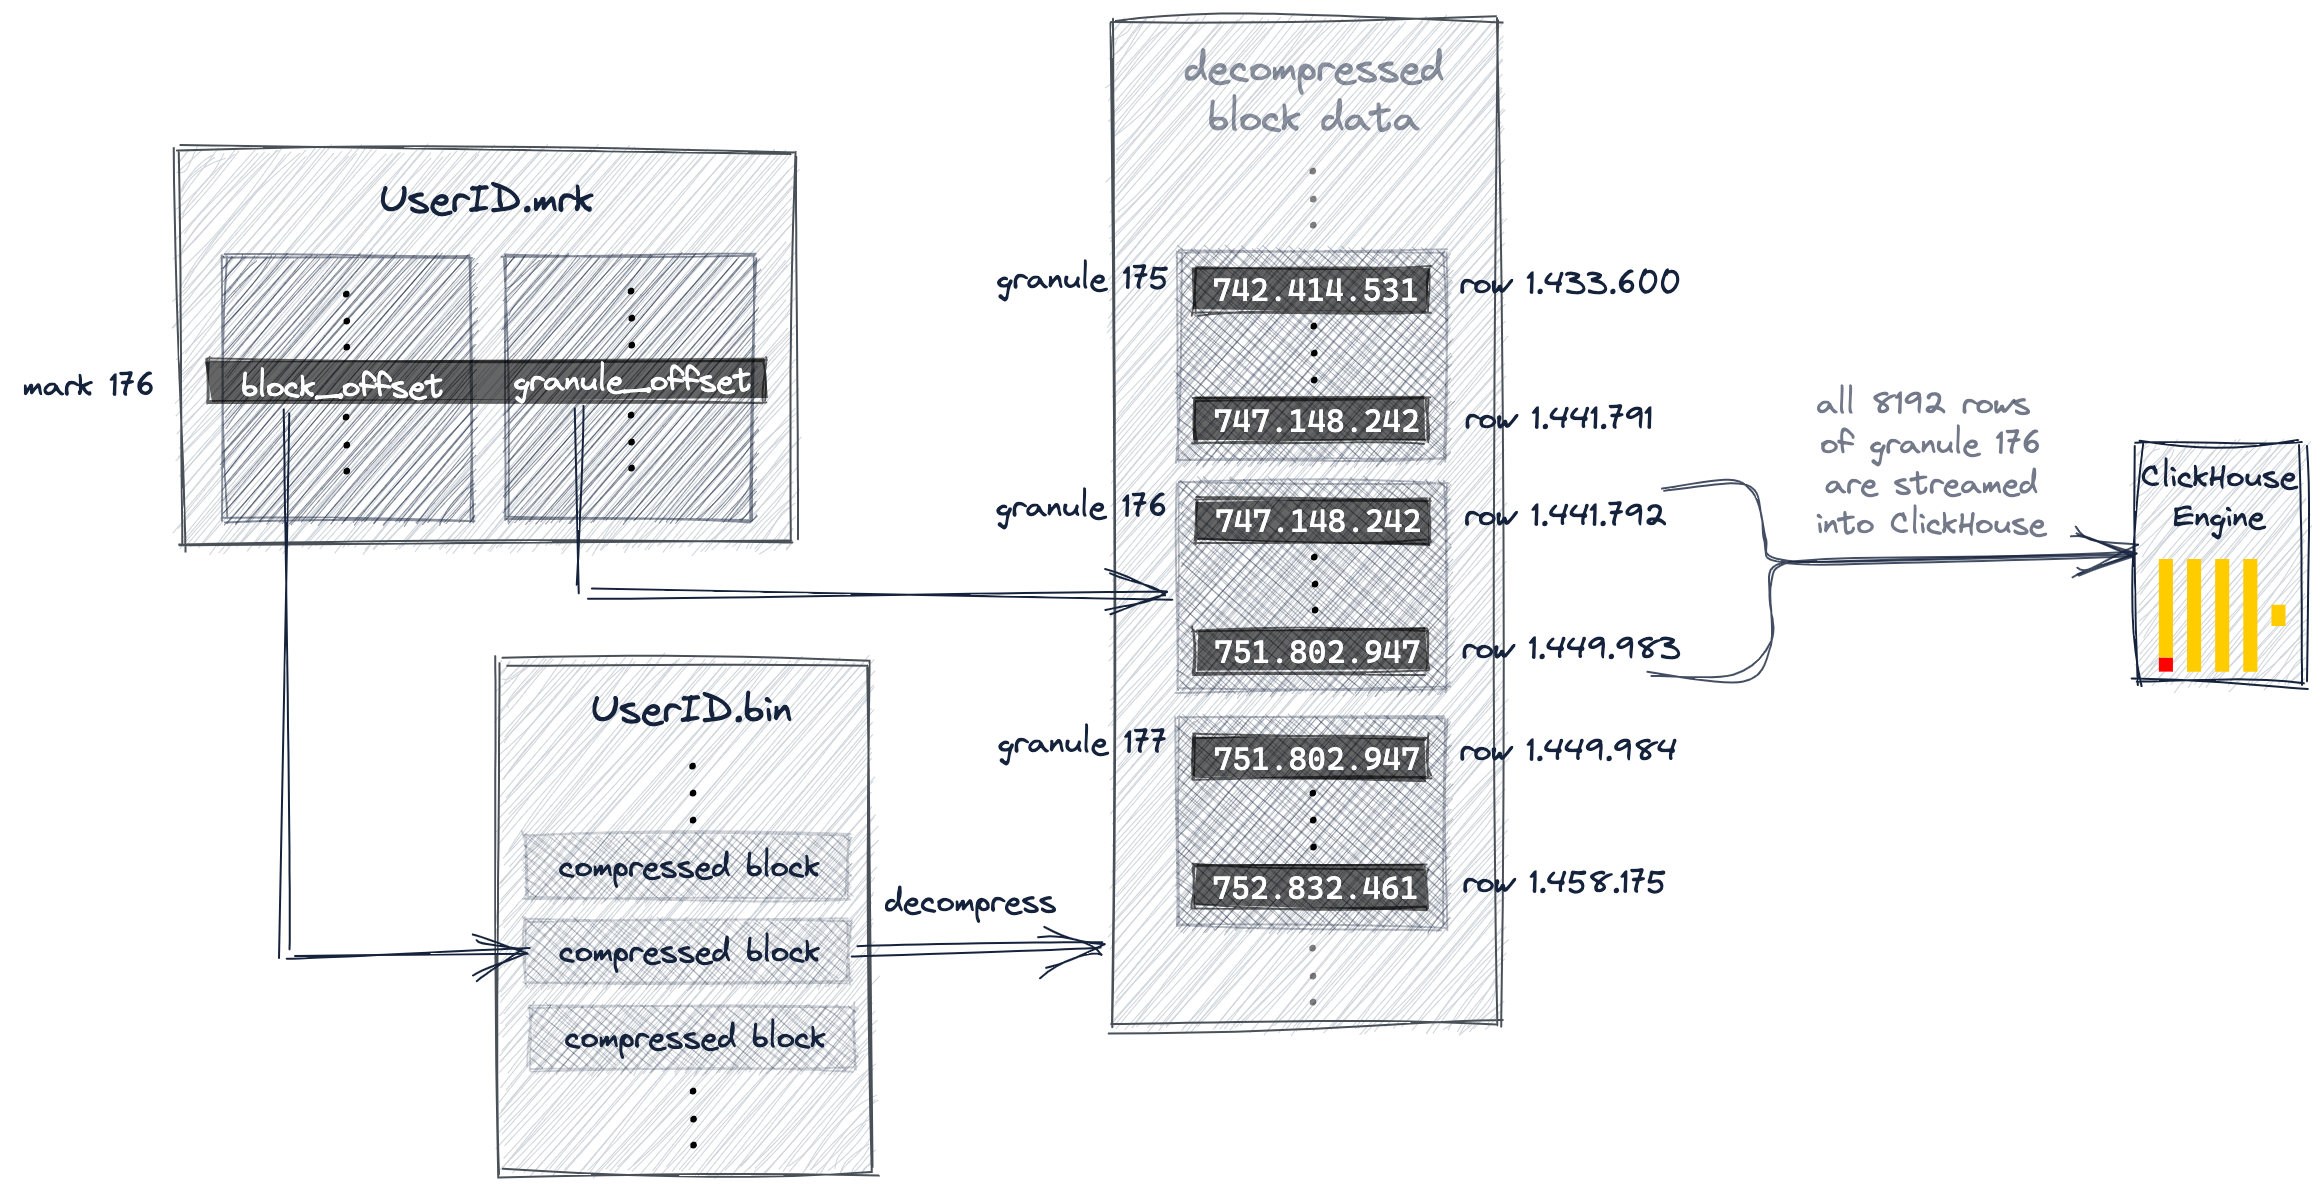 UserID.mrk
mark 176
block_offset
granule_offset
UserID.bin
compressed block
compressed block
compressed block
decompress
decompressed
block data
granule 175
742.414.531
row 1.433.600
747.148.242
row 1.441.791
granule 176
747.148.242
row 1.441.792
751.802.947
row 1.449.983
granule 177
751.802.947
row 1.449.984
752.832.461
row 1.458.175
all 8192 rows
of granule 176
are streamed
into ClickHouse
ClickHouse
Engine